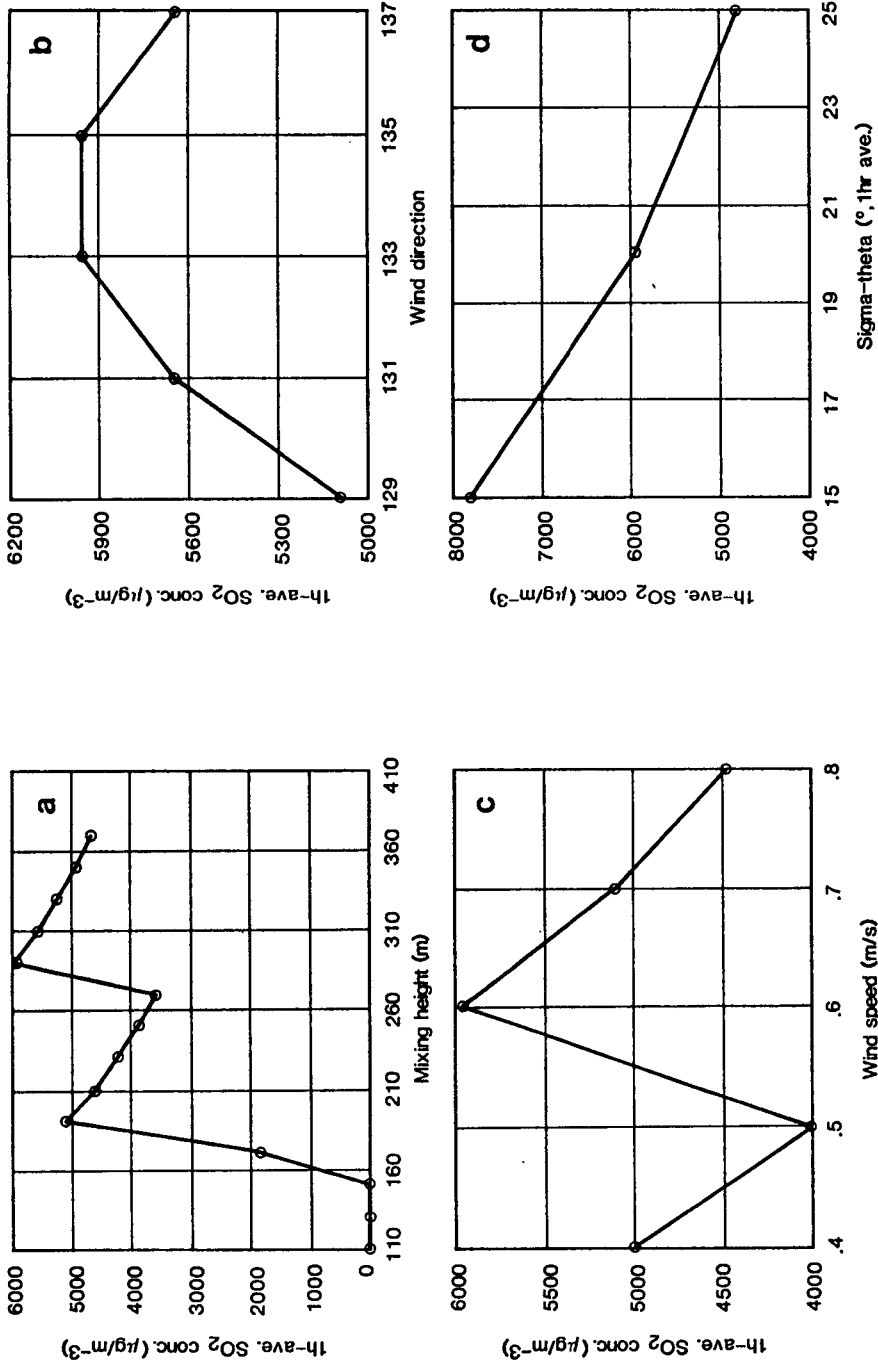 a
1h-ave. SO₂ conc. (μg/m⁻³)
6000
5000
4000
3000
2000
1000
0
110 160 210 260 310 360 410
Mixing height (m)
b
1h-ave. SO₂ conc. (μg/m⁻³)
6200
5900
5600
5300
5000
129 131 133 135 137
Wind direction
c
1h-ave. SO₂ conc. (μg/m⁻³)
6000
5500
5000
4500
4000
.4 .5 .6 .7 .8
Wind speed (m/s)
d
1h-ave. SO₂ conc. (μg/m⁻³)
8000
7000
6000
5000
4000
15 17 19 21 23 25
Sigma-theta (°, 1hr ave.)